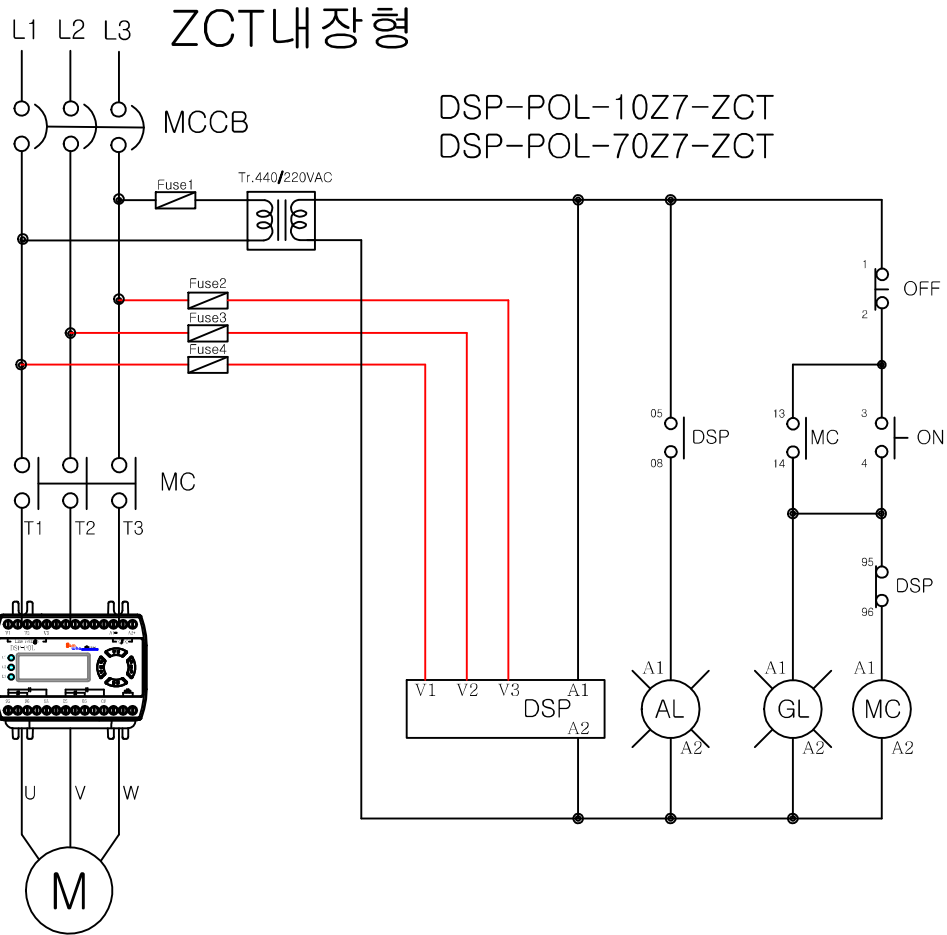 ZCT내장형
L1 L2 L3
MCCB
DSP-POL-10Z7-ZCT
DSP-POL-70Z7-ZCT
Fuse1
Tr.440/220VAC
Fuse2
Fuse3
Fuse4
1
OFF
2
05
DSP
08
13
MC
14
3
ON
4
MC
T1 T2 T3
95
DSP
96
DSP-POL
V1 V2 V3 A1
DSP
A2
A1
AL
A2
A1
GL
A2
A1
MC
A2
U V W
M